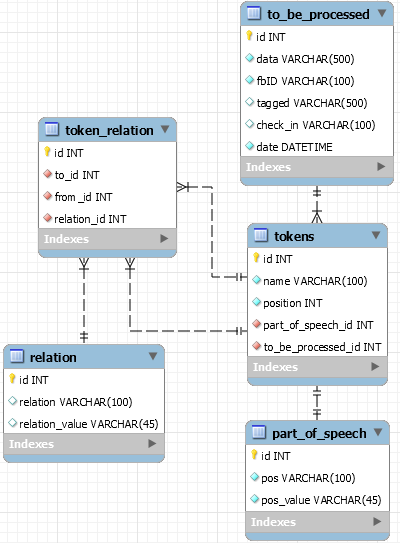 to_be_processed
id INT
data VARCHAR(500)
fbID VARCHAR(100)
tagged VARCHAR(500)
check_in VARCHAR(100)
date DATETIME
Indexes
token_relation
id INT
to_id INT
from _id INT
relation_id INT
Indexes
tokens
id INT
name VARCHAR(100)
position INT
part_of_speech_id INT
to_be_processed_id INT
Indexes
relation
id INT
relation VARCHAR(100)
relation_value VARCHAR(45)
Indexes
part_of_speech
id INT
pos VARCHAR(100)
pos_value VARCHAR(45)
Indexes